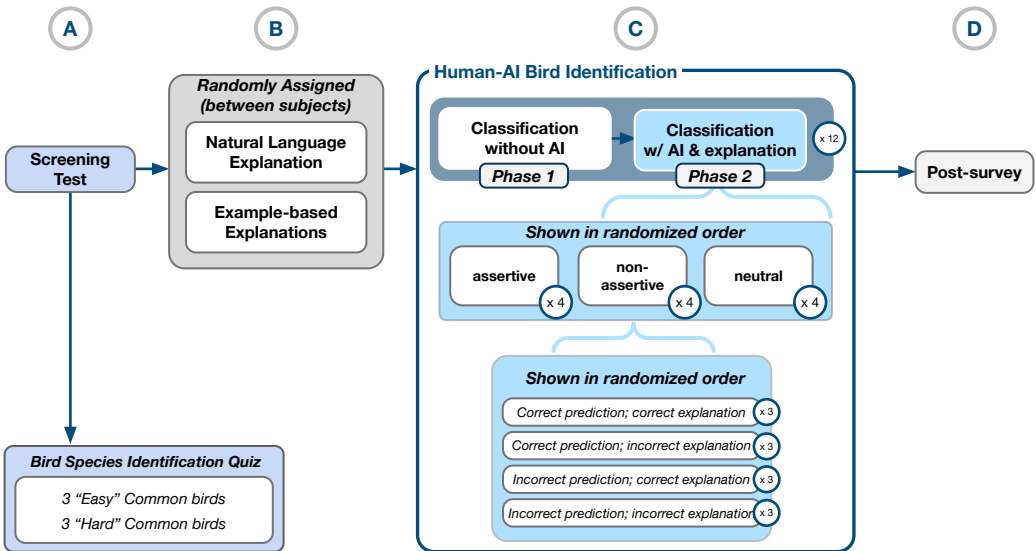 A
B
C
D
Screening
Test
Randomly Assigned
(between subjects)
Natural Language
Explanation
Example-based
Explanations
Human-AI Bird Identification
Classification
without AI
Phase 1
Classification
w/ AI & explanation
Phase 2
x 12
Shown in randomized order
assertive
x 4
non-
assertive
x 4
neutral
x 4
Shown in randomized order
Correct prediction; correct explanation
x 3
Correct prediction; incorrect explanation
x 3
Incorrect prediction; correct explanation
x 3
Incorrect prediction; incorrect explanation
x 3
Post-survey
Bird Species Identification Quiz
3 “Easy” Common birds
3 “Hard” Common birds